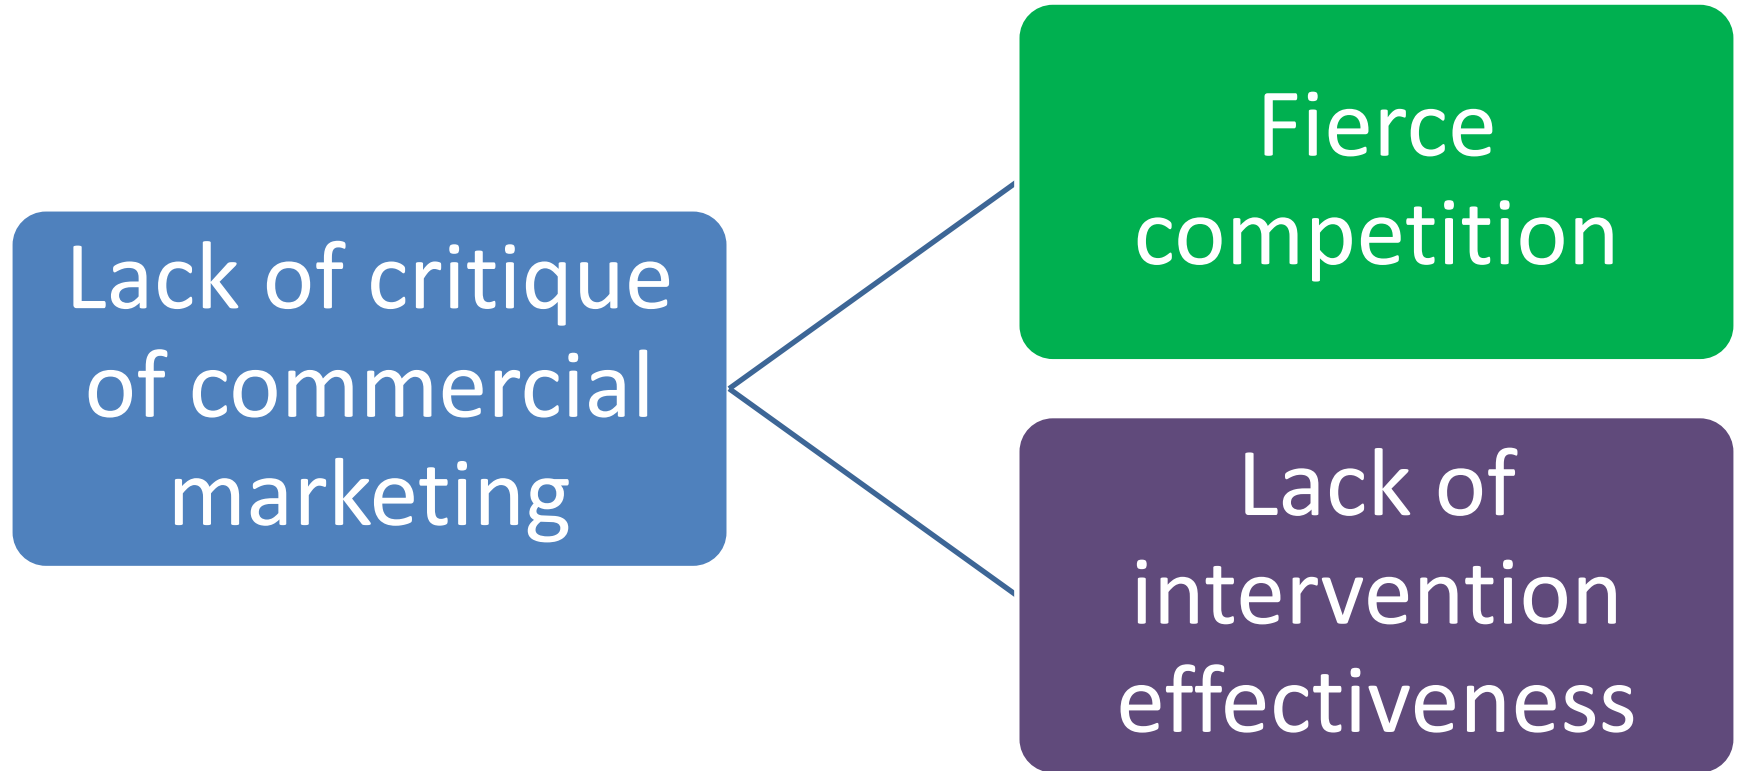 Lack of critique
of commercial
marketing
Fierce
competition
Lack of
intervention
effectiveness